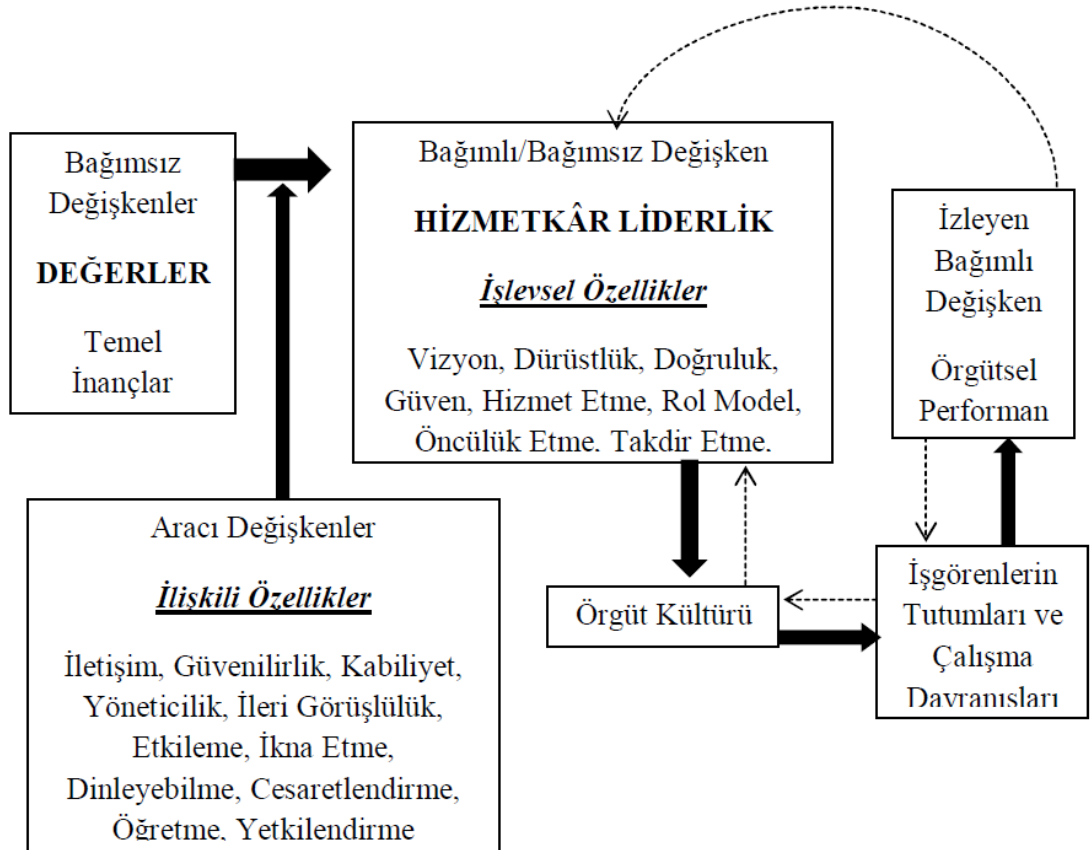 Bağımsız
Değişkenler
DEĞERLER
Temel
İnançlar
Bağımlı/Bağımsız Değişken
HİZMETKÂR LİDERLİK
İşlevsel Özellikler
Vizyon, Dürüstlük, Doğruluk,
Güven, Hizmet Etme, Rol Model,
Öncülük Etme, Takdir Etme,
İzleyen
Bağımlı
Değişken
Örgütsel
Performan
Aracı Değişkenler
İlişkili Özellikler
İletişim, Güvenilirlik, Kabiliyet,
Yöneticilik, İleri Görüşlülük,
Etkileme, İkna Etme,
Dinleyebilme, Cesaretlendirme,
Öğretme, Yetkilendirme
Örgüt Kültürü
İşgörenlerin
Tutumları ve
Çalışma
Davranışları